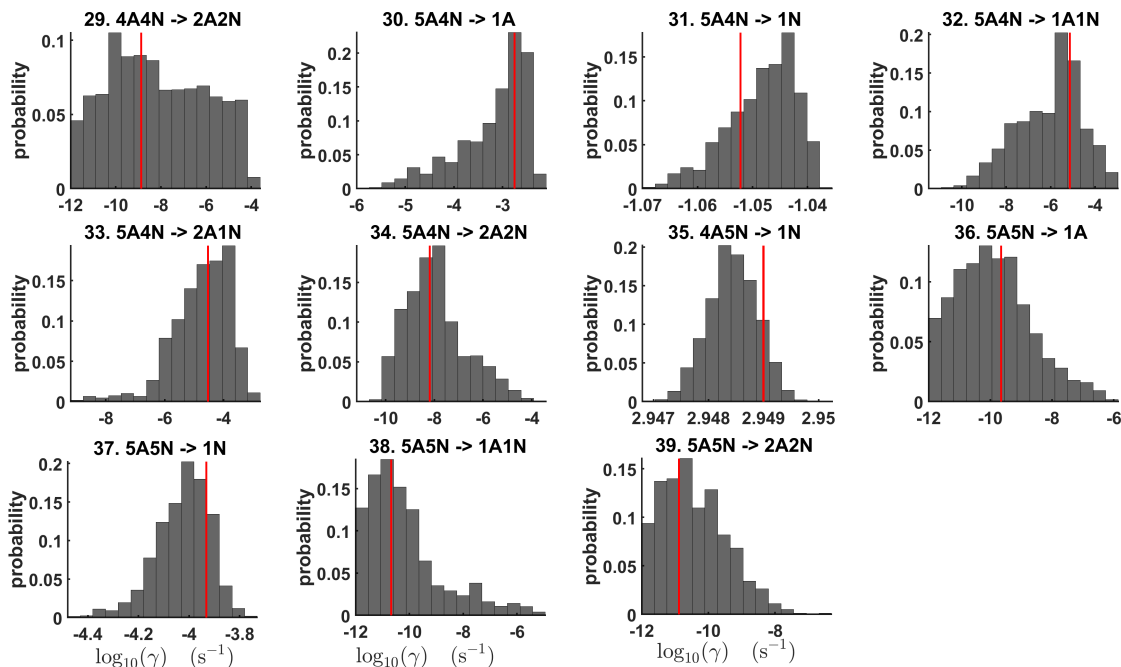 29. 4A4N -> 2A2N
30. 5A4N -> 1A
31. 5A4N -> 1N
32. 5A4N -> 1A1N
probability
0.1
0.05
0
-12 -10 -8 -6 -4
probability
0.2
0.15
0.1
0.05
0
-6 -5 -4 -3
probability
0.15
0.1
0.05
0
-1.07 -1.06 -1.05 -1.04
probability
0.2
0.15
0.1
0.05
0
-10 -8 -6 -4
33. 5A4N -> 2A1N
34. 5A4N -> 2A2N
35. 4A5N -> 1N
36. 5A5N -> 1A
probability
0.15
0.1
0.05
0
-8 -6 -4
probability
0.15
0.1
0.05
0
-10 -8 -6 -4
probability
0.2
0.15
0.1
0.05
0
2.947 2.948 2.949 2.95
probability
0.1
0.05
0
-12 -10 -8 -6
37. 5A5N -> 1N
38. 5A5N -> 1A1N
39. 5A5N -> 2A2N
probability
0.2
0.15
0.1
0.05
0
-4.4 -4.2 -4 -3.8
log10(γ) (s⁻¹)
probability
0.15
0.1
0.05
0
-12 -10 -8 -6
log10(γ) (s⁻¹)
probability
0.15
0.1
0.05
0
-12 -10 -8
log10(γ) (s⁻¹)